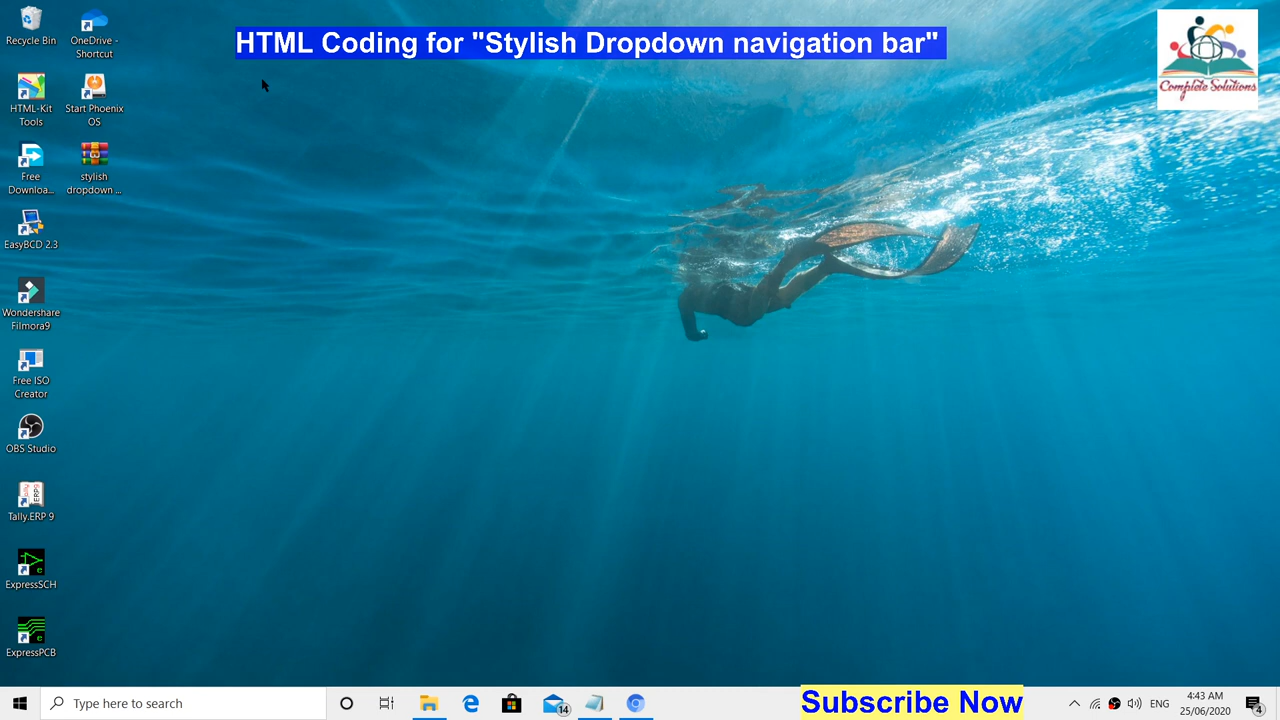 HTML Coding for "Stylish Dropdown navigation bar"
Complete Solutions
Recycle Bin
OneDrive -
Shortcut
HTML-Kit
Tools
Start Phoenix
OS
Free
Downloa...
stylish
dropdown ...
EasyBCD 2.3
Wondershare
Filmora9
Free ISO
Creator
OBS Studio
Tally.ERP 9
ExpressSCH
ExpressPCB
Type here to search
14
Subscribe Now
ENG
4:43 AM
25/06/2020
4